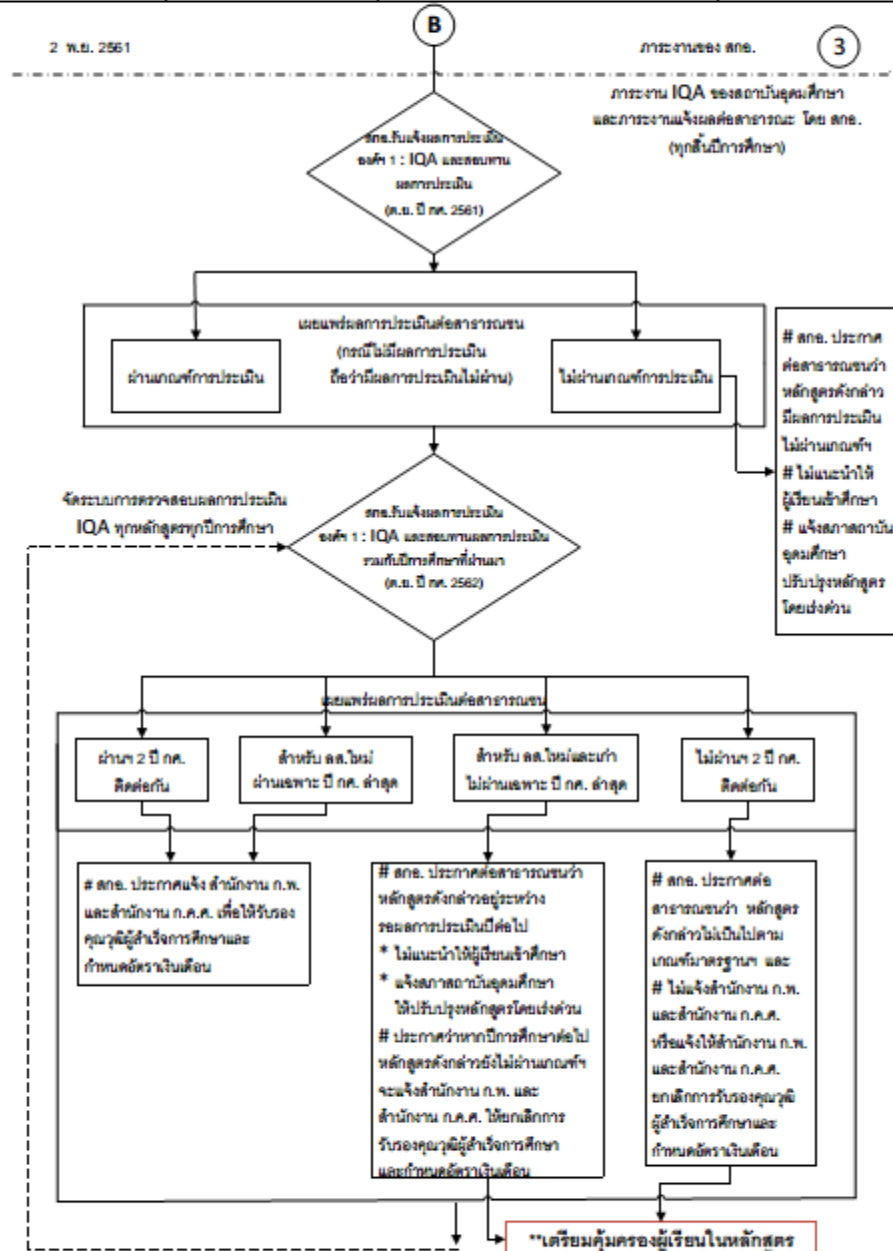 B
2 พ.ย. 2561
ภาระงานของ สกอ.
3
ภาระงาน IQA ของสถาบันอุดมศึกษา
และภาระงานแจ้งผลต่อสาธารณะ โดย สกอ.
(ทุกสิ้นปีการศึกษา)
สกอ.รับแจ้งผลการประเมิน
องค์ฯ 1 : IQA และสอบทาน
ผลการประเมิน
(ต.ย. ปี กศ. 2561)
เผยแพร่ผลการประเมินต่อสาธารณชน
(กรณีไม่มีผลการประเมิน
ถือว่ามีผลการประเมินไม่ผ่าน)
ผ่านเกณฑ์การประเมิน
ไม่ผ่านเกณฑ์การประเมิน
# สกอ. ประกาศ
ต่อสาธารณชนว่า
หลักสูตรดังกล่าว
มีผลการประเมิน
ไม่ผ่านเกณฑ์ฯ
# ไม่แนะนำให้
ผู้เรียนเข้าศึกษา
# แจ้งสภาสถาบัน
อุดมศึกษา
ปรับปรุงหลักสูตร
โดยเร่งด่วน
จัดระบบการตรวจสอบผลการประเมิน
IQA ทุกหลักสูตรทุกปีการศึกษา
สกอ.รับแจ้งผลการประเมิน
องค์ฯ 1 : IQA และสอบทานผลการประเมิน
รวมกับปีการศึกษาที่ผ่านมา
(ต.ย. ปี กศ. 2562)
เผยแพร่ผลการประเมินต่อสาธารณชน
ผ่านฯ 2 ปี กศ.
ติดต่อกัน
สำหรับ ลส.ใหม่
ผ่านเฉพาะ ปี กศ. ล่าสุด
สำหรับ ลส.ใหม่และเก่า
ไม่ผ่านเฉพาะ ปี กศ. ล่าสุด
ไม่ผ่านฯ 2 ปี กศ.
ติดต่อกัน
# สกอ. ประกาศแจ้ง สำนักงาน ก.พ.
และสำนักงาน ก.ค.ศ. เพื่อให้รับรอง
คุณวุฒิผู้สำเร็จการศึกษาและ
กำหนดอัตราเงินเดือน
# สกอ. ประกาศต่อสาธารณชนว่า
หลักสูตรดังกล่าวอยู่ระหว่าง
รอผลการประเมินปีต่อไป
* ไม่แนะนำให้ผู้เรียนเข้าศึกษา
* แจ้งสภาสถาบันอุดมศึกษา
ให้ปรับปรุงหลักสูตรโดยเร่งด่วน
# ประกาศว่าหากปีการศึกษาต่อไป
หลักสูตรดังกล่าวยังไม่ผ่านเกณฑ์ฯ
จะแจ้งสำนักงาน ก.พ. และ
สำนักงาน ก.ค.ศ. ให้ยกเลิกการ
รับรองคุณวุฒิผู้สำเร็จการศึกษา
และกำหนดอัตราเงินเดือน
# สกอ. ประกาศต่อ
สาธารณชนว่า หลักสูตร
ดังกล่าวไม่เป็นไปตาม
เกณฑ์มาตรฐานฯ และ
# ไม่แจ้งสำนักงาน ก.พ.
และสำนักงาน ก.ค.ศ.
หรือแจ้งให้สำนักงาน ก.พ.
และสำนักงาน ก.ค.ศ.
ยกเลิกการรับรองคุณวุฒิ
ผู้สำเร็จการศึกษาและ
กำหนดอัตราเงินเดือน
**เตรียมคุ้มครองผู้เรียนในหลักสูตร